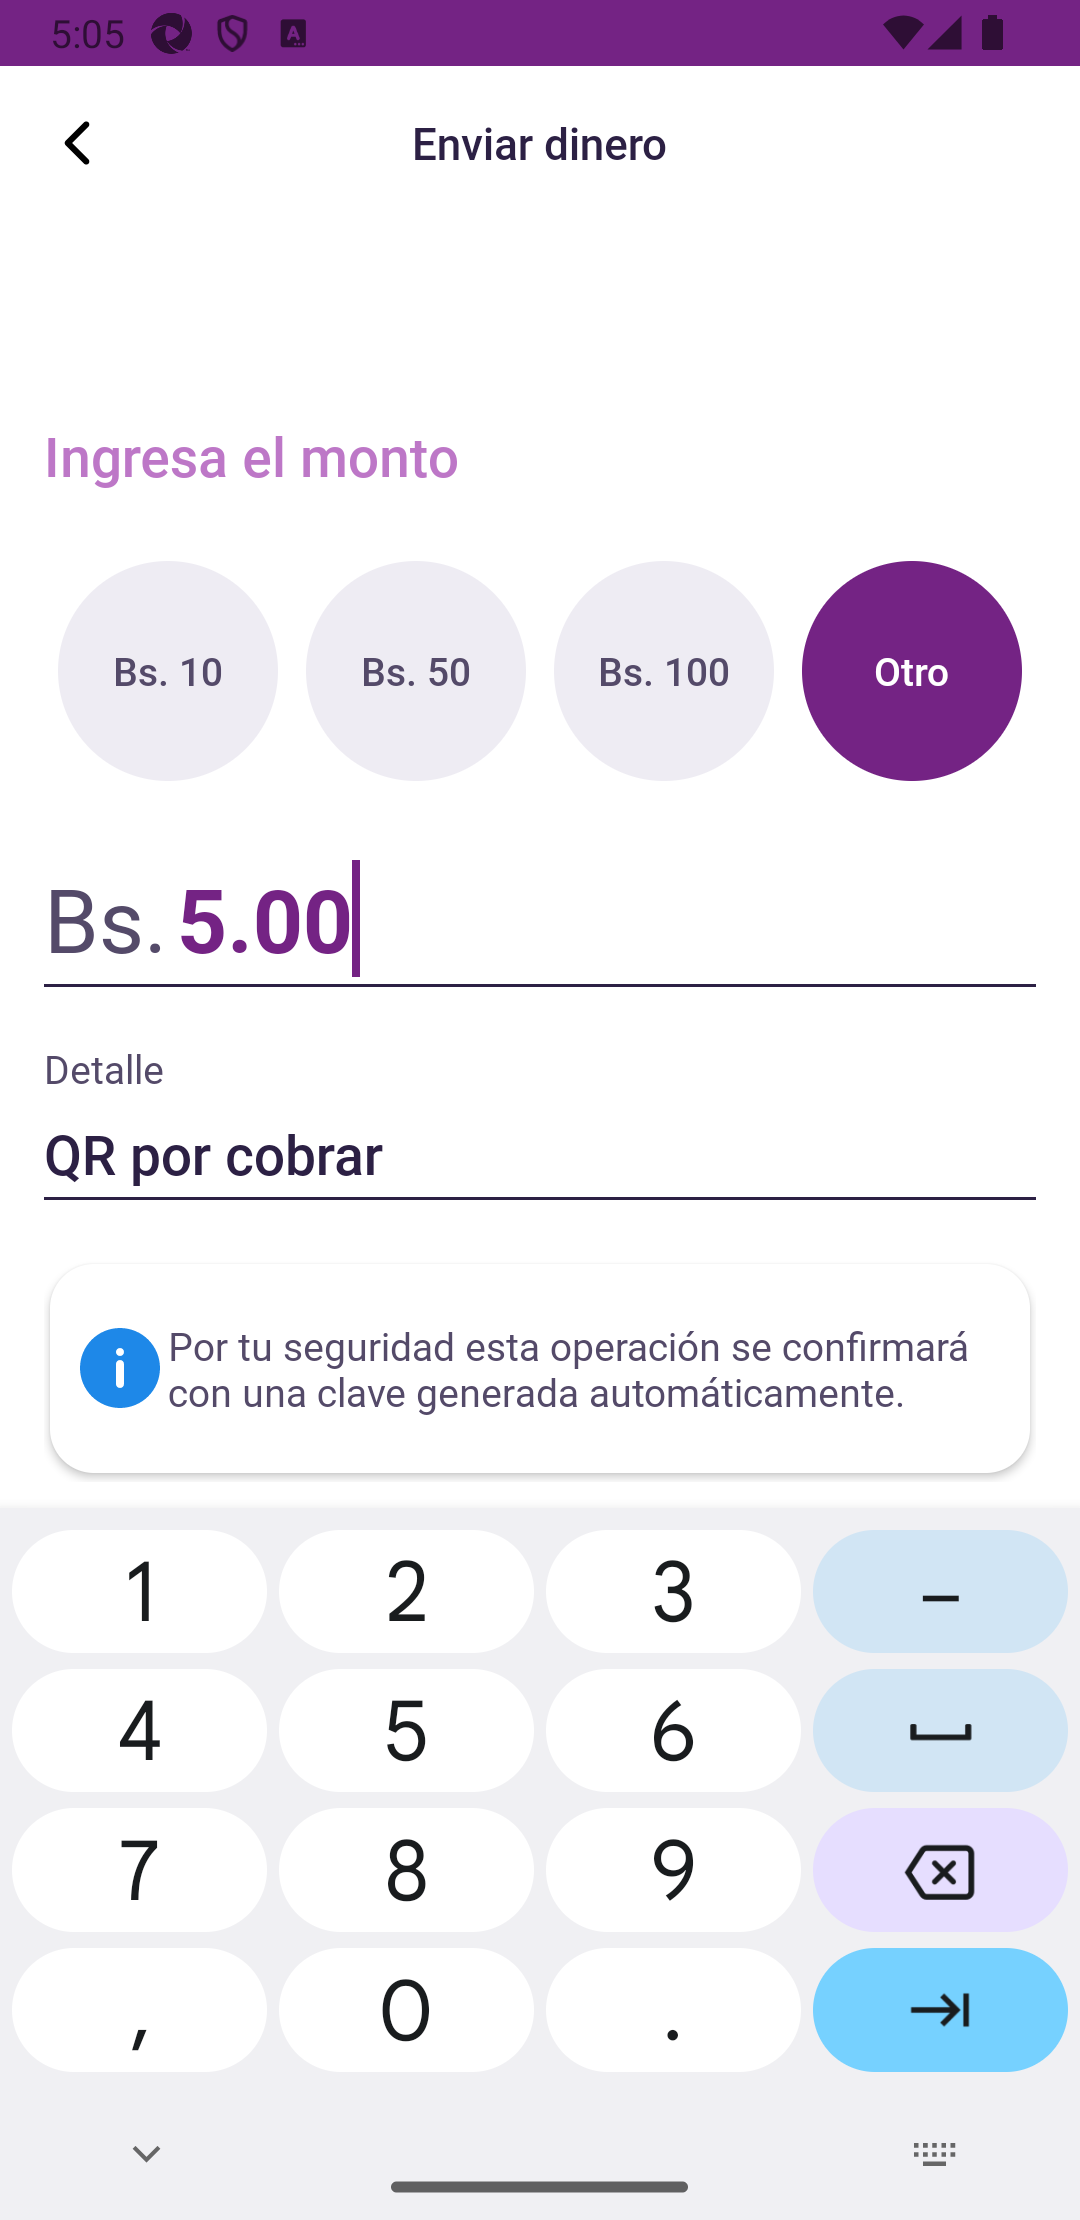 5:05
Enviar dinero
Ingresa el monto
Bs. 10
Bs. 50
Bs. 100
Otro
Bs. 5.00
Detalle
QR por cobrar
Por tu seguridad esta operación se confirmará
con una clave generada automáticamente.
1 2 3 –
4 5 6
7 8 9
, 0 .